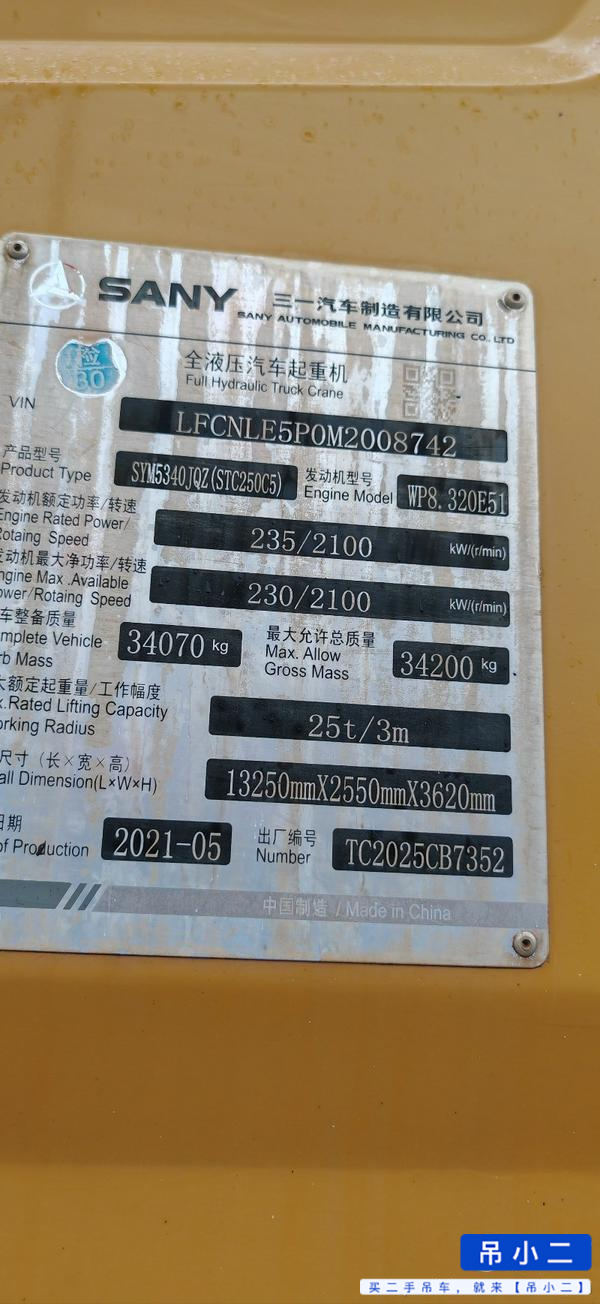 SANY 三一汽车制造有限公司
SANY AUTOMOBILE MANUFACTURING CO., LTD
检
30
全液压汽车起重机
Full Hydraulic Truck Crane
VIN LFCNLE5P0M2008742
产品型号
Product Type SYM5340JQZ(STC250C5)
发动机型号
Engine Model WP8.320E51
发动机额定功率/转速
Engine Rated Power/
Rotaing Speed 235/2100 kW/(r/min)
发动机最大净功率/转速
Engine Max .Available
Power/Rotaing Speed 230/2100 kW/(r/min)
车整备质量
mplete Vehicle
rb Mass 34070 kg
最大允许总质量
Max. Allow
Gross Mass 34200 kg
大额定起重量/工作幅度
x.Rated Lifting Capacity
orking Radius 25t/3m
尺寸（长×宽×高）
all Dimension(L×W×H) 13250mmX2550mmX3620mm
日期
of Production 2021-05
出厂编号
Number TC2025CB7352
中国制造 / Made in China
吊小二
买二手吊车，就来【吊小二】